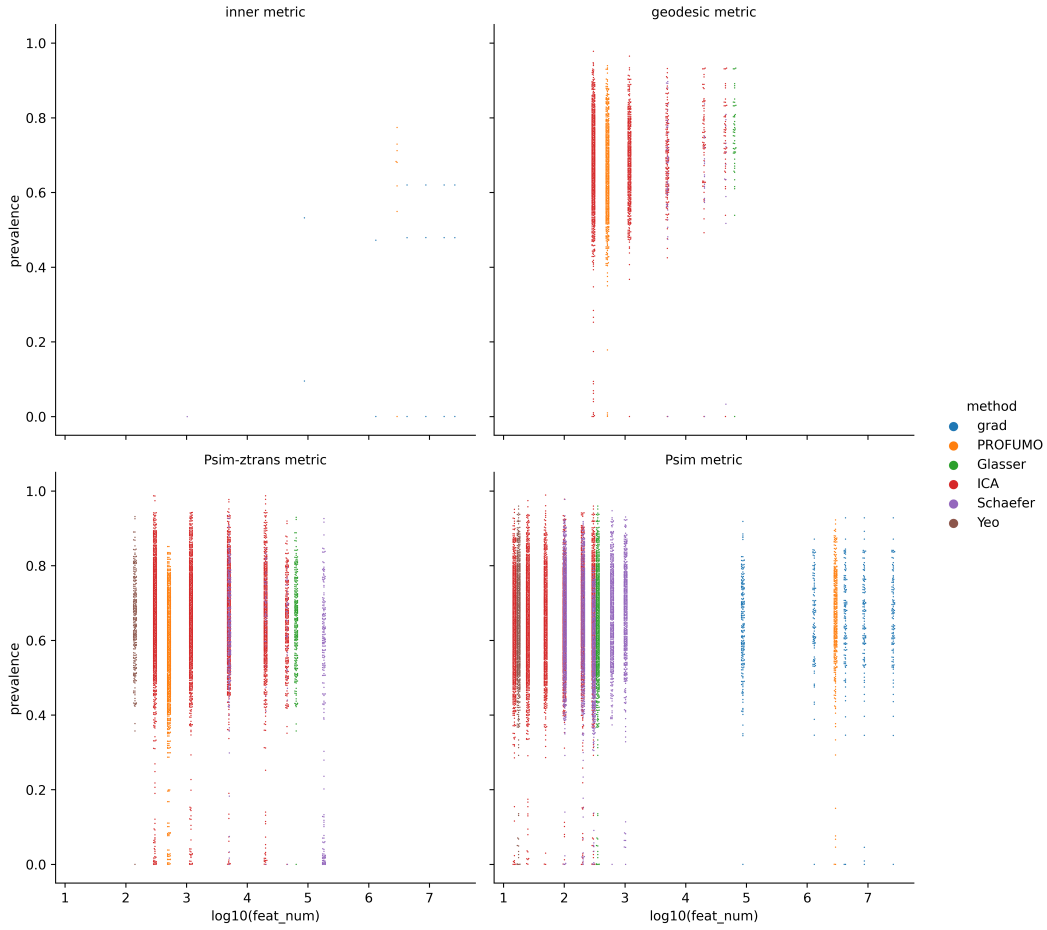 inner metric
geodesic metric
1.0
0.8
0.6
0.4
0.2
0.0
prevalence
method
grad
PROFUMO
Glasser
ICA
Schaefer
Yeo
Psim-ztrans metric
Psim metric
1.0
0.8
0.6
0.4
0.2
0.0
prevalence
1 2 3 4 5 6 7
1 2 3 4 5 6 7
log10(feat_num)
log10(feat_num)